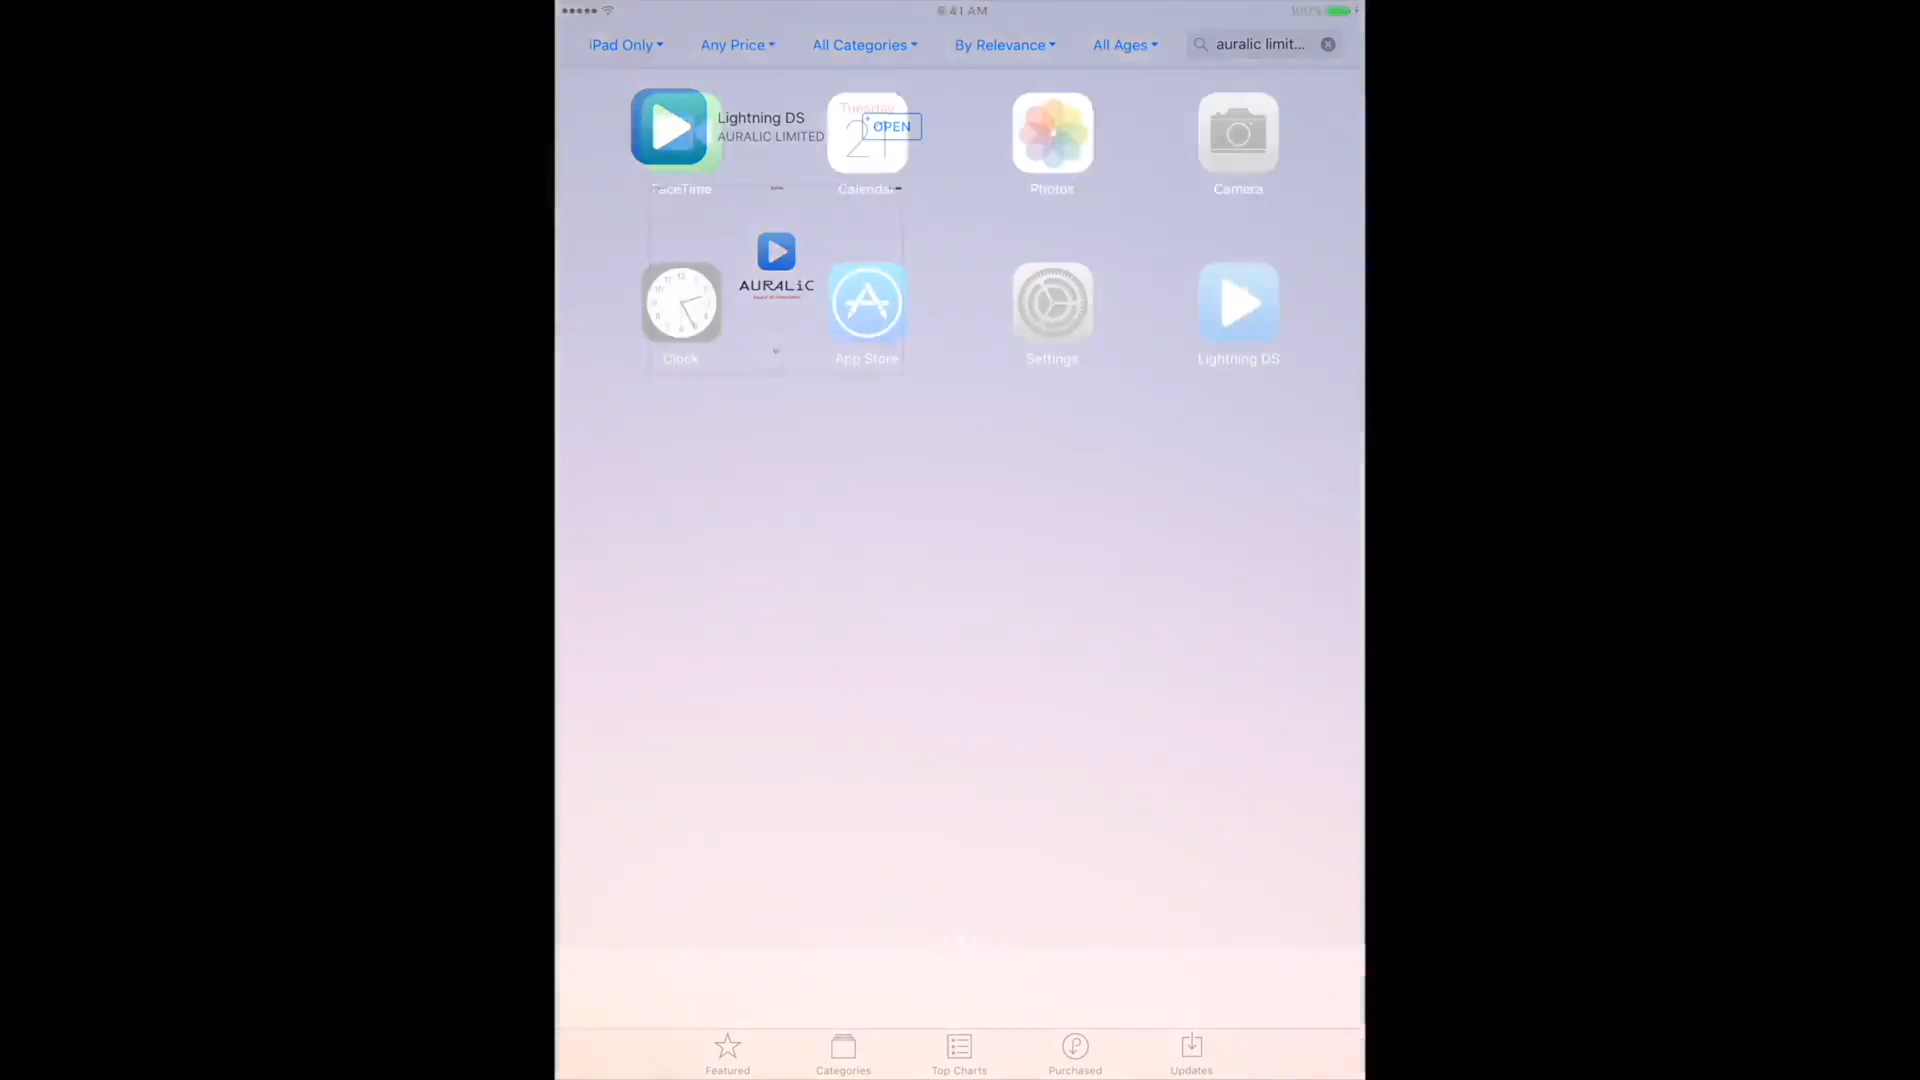 9:41 AM
100%
iPad Only
Any Price
All Categories
By Relevance
All Ages
auralic limit...
Lightning DS
AURALIC LIMITED
OPEN
Tuesday
21
FaceTime
Calendar
Photos
Camera
AURALiC
Clock
App Store
Settings
Lightning DS
Featured
Categories
Top Charts
Purchased
Updates